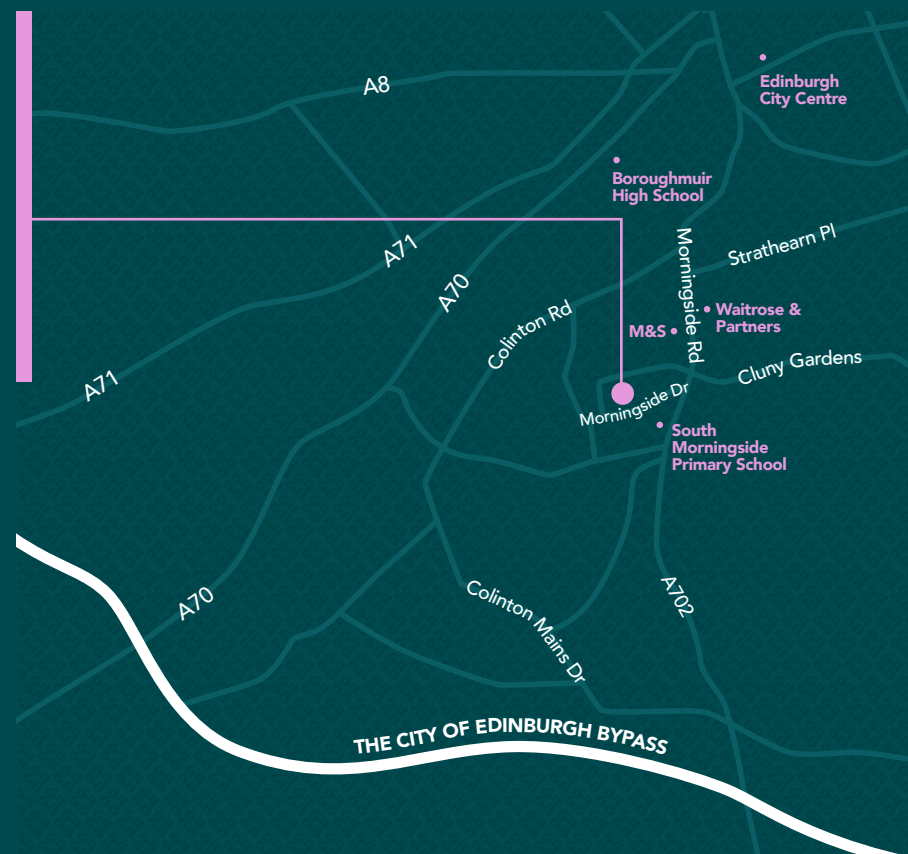 A8
Edinburgh
City Centre
Boroughmuir
High School
A71
Morningside Rd
Strathearn Pl
A70
Colinton Rd
Waitrose &
Partners
M&S
A71
Cluny Gardens
Morningside Dr
South
Morningside
Primary School
A70
Colinton Mains Dr
A702
THE CITY OF EDINBURGH BYPASS